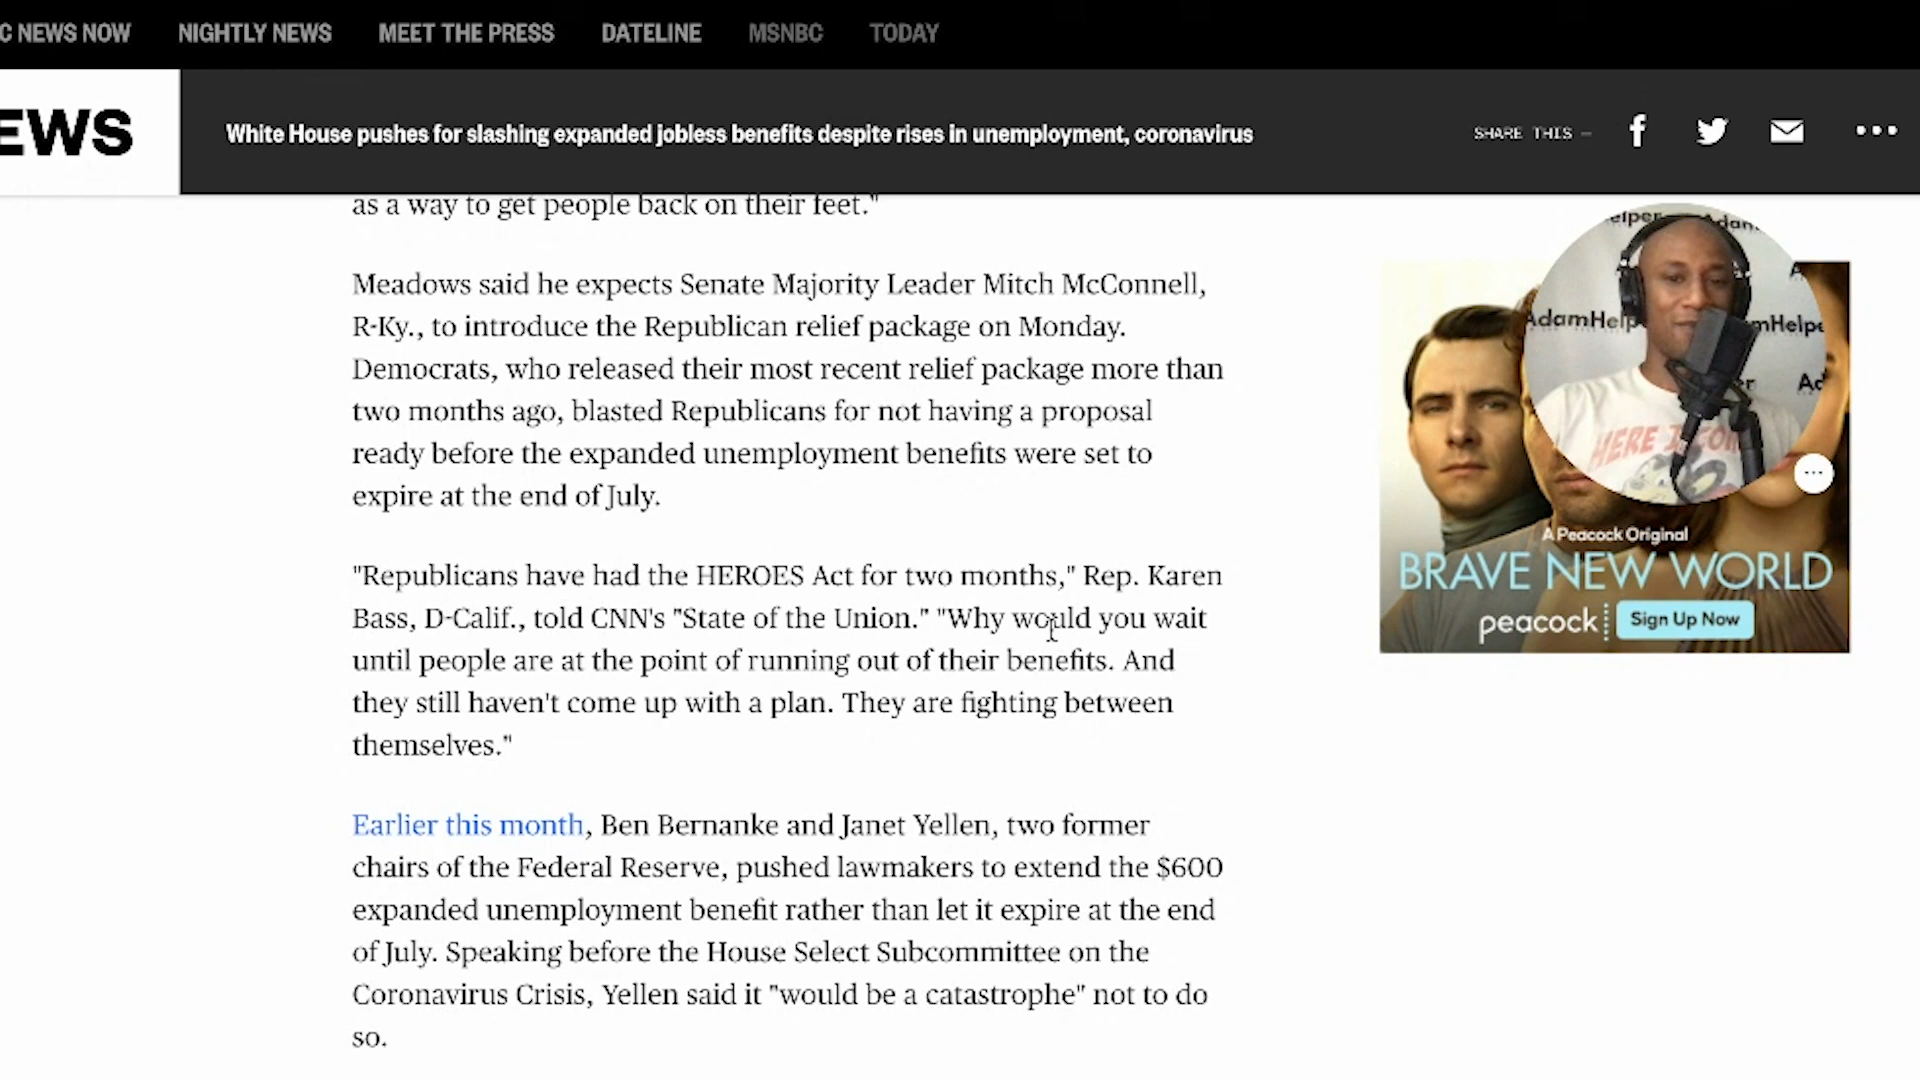 C NEWS NOW NIGHTLY NEWS MEET THE PRESS DATELINE MSNBC TODAY
EWS
White House pushes for slashing expanded jobless benefits despite rises in unemployment, coronavirus
SHARE THIS —
as a way to get people back on their feet."
Meadows said he expects Senate Majority Leader Mitch McConnell,
R-Ky., to introduce the Republican relief package on Monday.
Democrats, who released their most recent relief package more than
two months ago, blasted Republicans for not having a proposal
ready before the expanded unemployment benefits were set to
expire at the end of July.
"Republicans have had the HEROES Act for two months," Rep. Karen
Bass, D-Calif., told CNN's "State of the Union." "Why would you wait
until people are at the point of running out of their benefits. And
they still haven't come up with a plan. They are fighting between
themselves."
Earlier this month, Ben Bernanke and Janet Yellen, two former
chairs of the Federal Reserve, pushed lawmakers to extend the $600
expanded unemployment benefit rather than let it expire at the end
of July. Speaking before the House Select Subcommittee on the
Coronavirus Crisis, Yellen said it "would be a catastrophe" not to do
so.
elper Adam
AdamHelp mHelpe
er Ad
HERE I COM
A Peacock Original
BRAVE NEW WORLD
peacock Sign Up Now